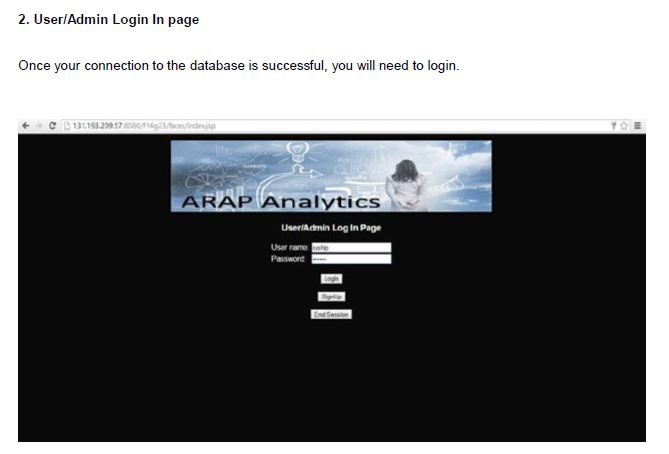 2. User/Admin Login In page
Once your connection to the database is successful, you will need to login.
131.193.209.57:8080/f14g23/faces/index.jsp
ARAP Analytics
User/Admin Log In Page
User name
Password
Login
SignUp
End Session